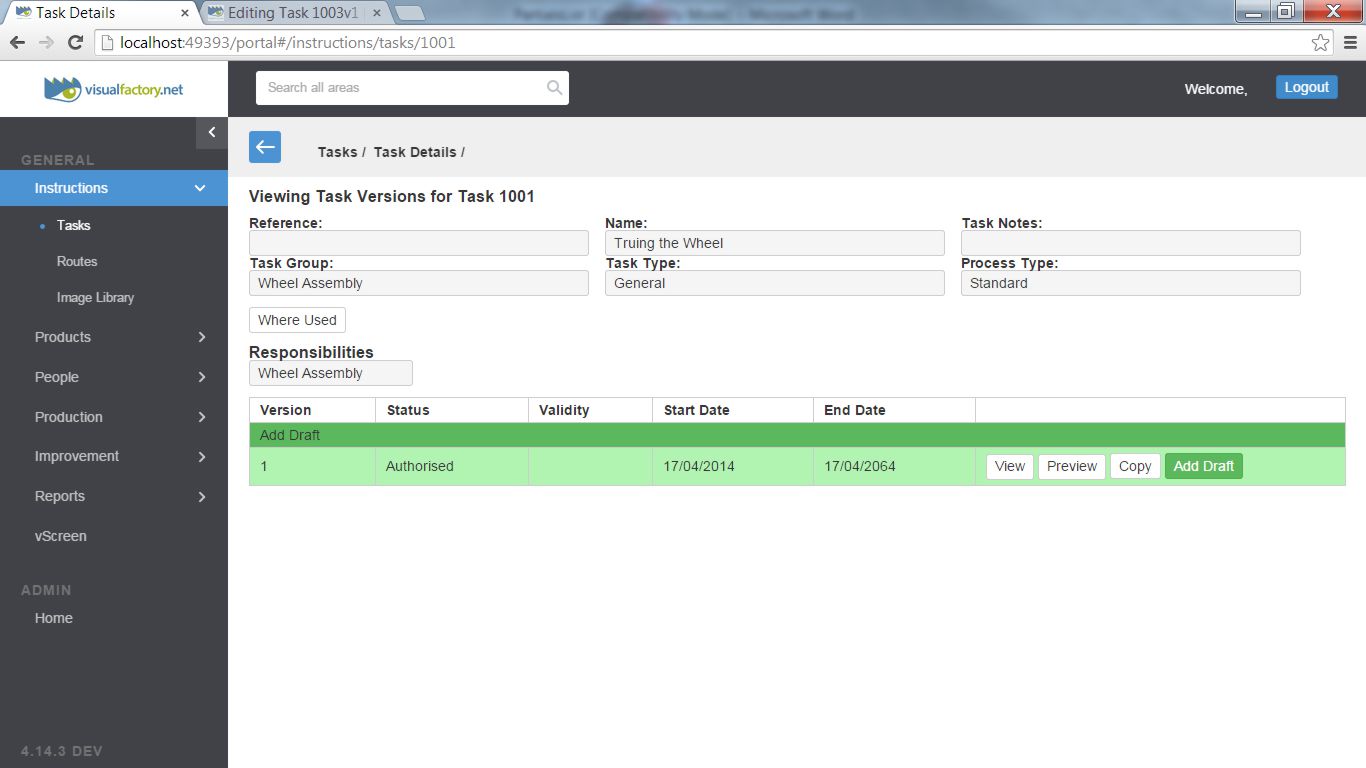 Task Details
Editing Task 1003v1
localhost:49393/portal#/instructions/tasks/1001
visualfactory.net
Search all areas
Welcome,
Logout
Tasks / Task Details /
GENERAL
Instructions
Tasks
Routes
Image Library
Products
People
Production
Improvement
Reports
vScreen
ADMIN
Home
4.14.3 DEV
Viewing Task Versions for Task 1001
Reference: Name: Task Notes:
Truing the Wheel
Task Group: Task Type: Process Type:
Wheel Assembly General Standard
Where Used
Responsibilities
Wheel Assembly
Version Status Validity Start Date End Date
Add Draft
1 Authorised 17/04/2014 17/04/2064 View Preview Copy Add Draft